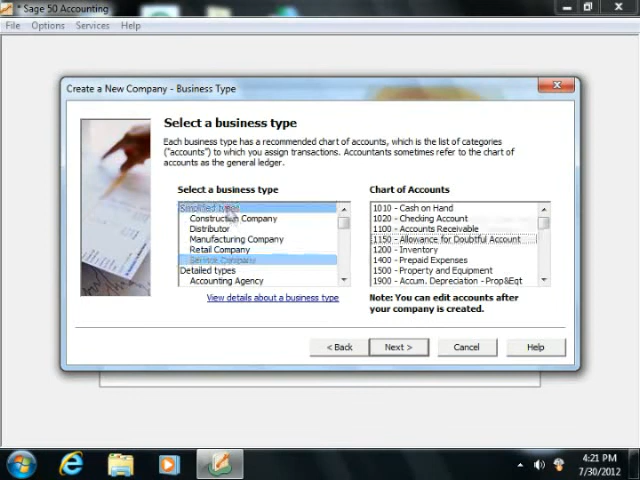 * Sage 50 Accounting
File Options Services Help
Create a New Company - Business Type
Select a business type
Each business type has a recommended chart of accounts, which is the list of categories
("accounts") to which you assign transactions. Accountants sometimes refer to the chart of
accounts as the general ledger.
Select a business type
Simplified types
Construction Company
Distributor
Manufacturing Company
Retail Company
Service Company
Detailed types
Accounting Agency
View details about a business type
Chart of Accounts
1010 - Cash on Hand
1020 - Checking Account
1100 - Accounts Receivable
1150 - Allowance for Doubtful Account
1200 - Inventory
1400 - Prepaid Expenses
1500 - Property and Equipment
1900 - Accum. Depreciation - Prop&Eqt
Note: You can edit accounts after
your company is created.
< Back Next > Cancel Help
4:21 PM
7/30/2012